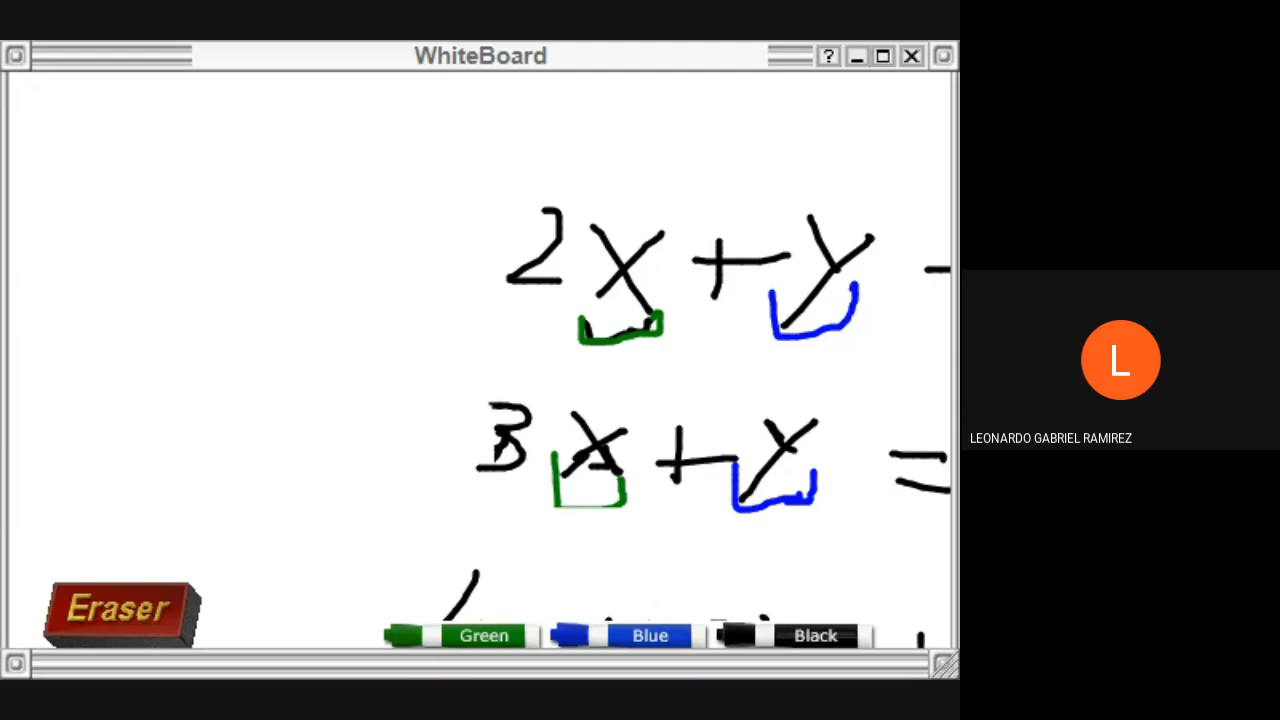 WhiteBoard
?
2x + y
3x + y =
Eraser
Green Blue Black
L
LEONARDO GABRIEL RAMIREZ